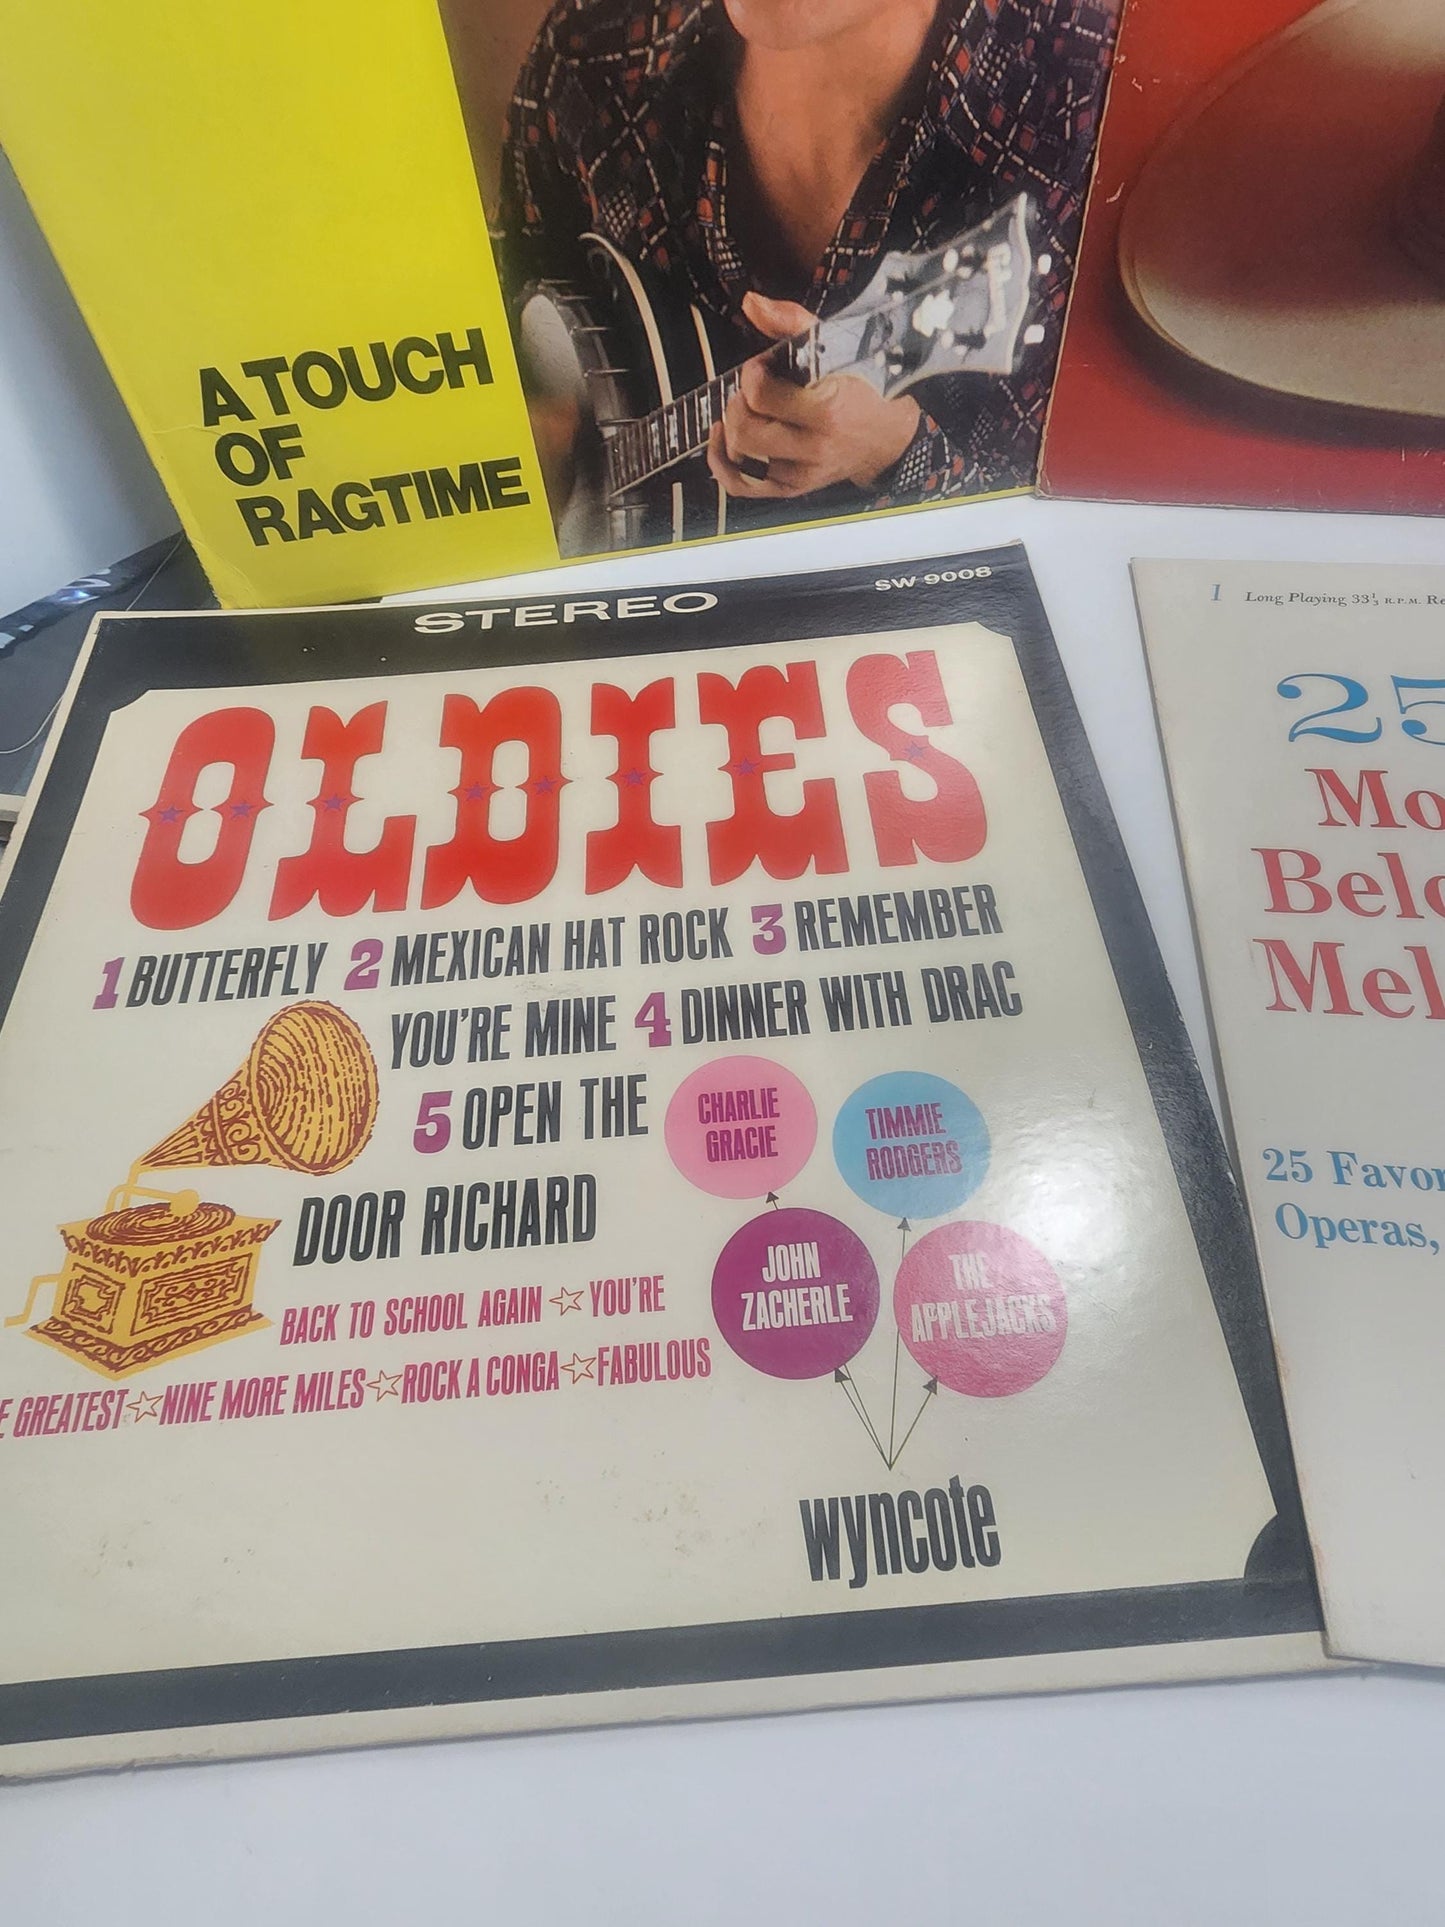 A TOUCH
OF
RAGTIME
STEREO
SW 9008
OLDIES
1 BUTTERFLY 2 MEXICAN HAT ROCK 3 REMEMBER
YOU'RE MINE 4 DINNER WITH DRAC
5 OPEN THE
DOOR RICHARD
BACK TO SCHOOL AGAIN ☆ YOU'RE
GREATEST ☆ NINE MORE MILES ☆ ROCK A CONGA ☆ FABULOUS
CHARLIE
GRACIE
TIMMIE
RODGERS
JOHN
ZACHERLE
THE
APPLEJACKS
wyncote
1 Long Playing 33⅓ R.P.M.
25
Mo
Belo
Mel
25 Favor
Operas,